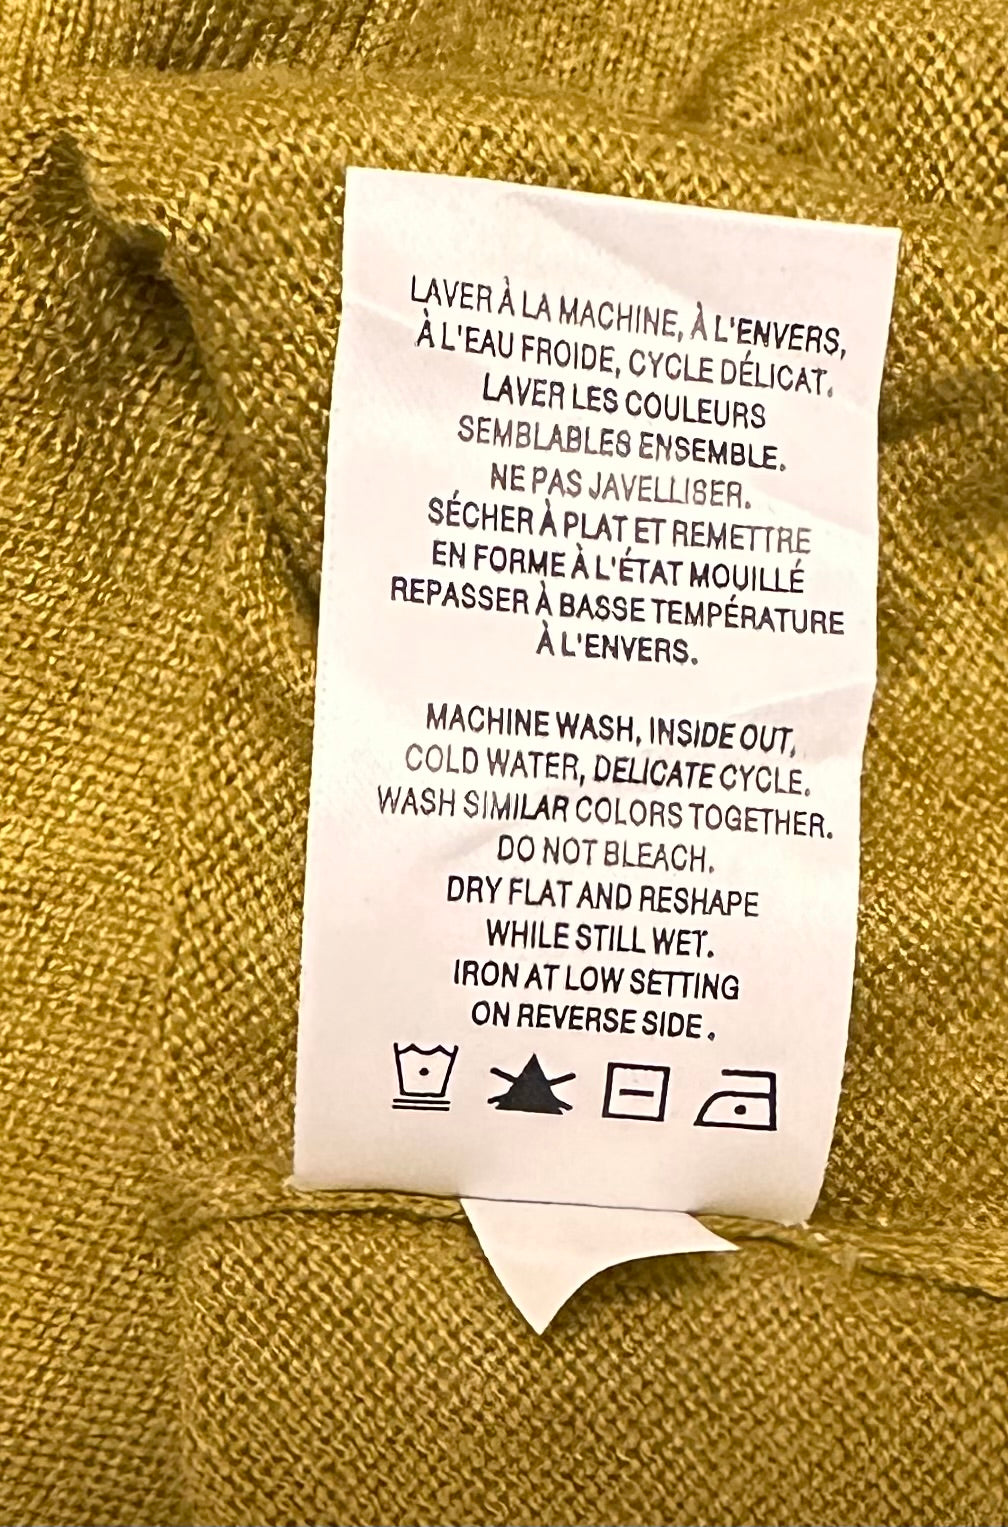 LAVER À LA MACHINE, À L'ENVERS,
À L'EAU FROIDE, CYCLE DÉLICAT.
LAVER LES COULEURS
SEMBLABLES ENSEMBLE.
NE PAS JAVELLISER.
SÉCHER À PLAT ET REMETTRE
EN FORME À L'ÉTAT MOUILLÉ
REPASSER À BASSE TEMPÉRATURE
À L'ENVERS.
MACHINE WASH, INSIDE OUT,
COLD WATER, DELICATE CYCLE.
WASH SIMILAR COLORS TOGETHER.
DO NOT BLEACH.
DRY FLAT AND RESHAPE
WHILE STILL WET.
IRON AT LOW SETTING
ON REVERSE SIDE.